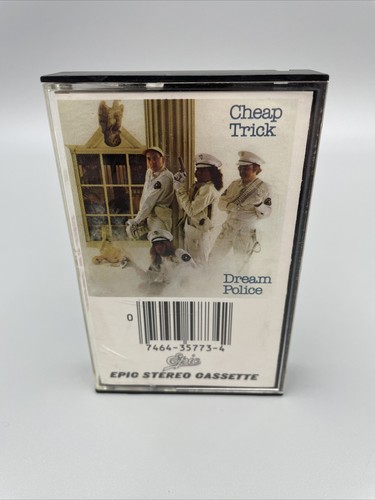 Cheap
Trick
Dream
Police
0
7464-35773-4
Epic
EPIC STEREO CASSETTE